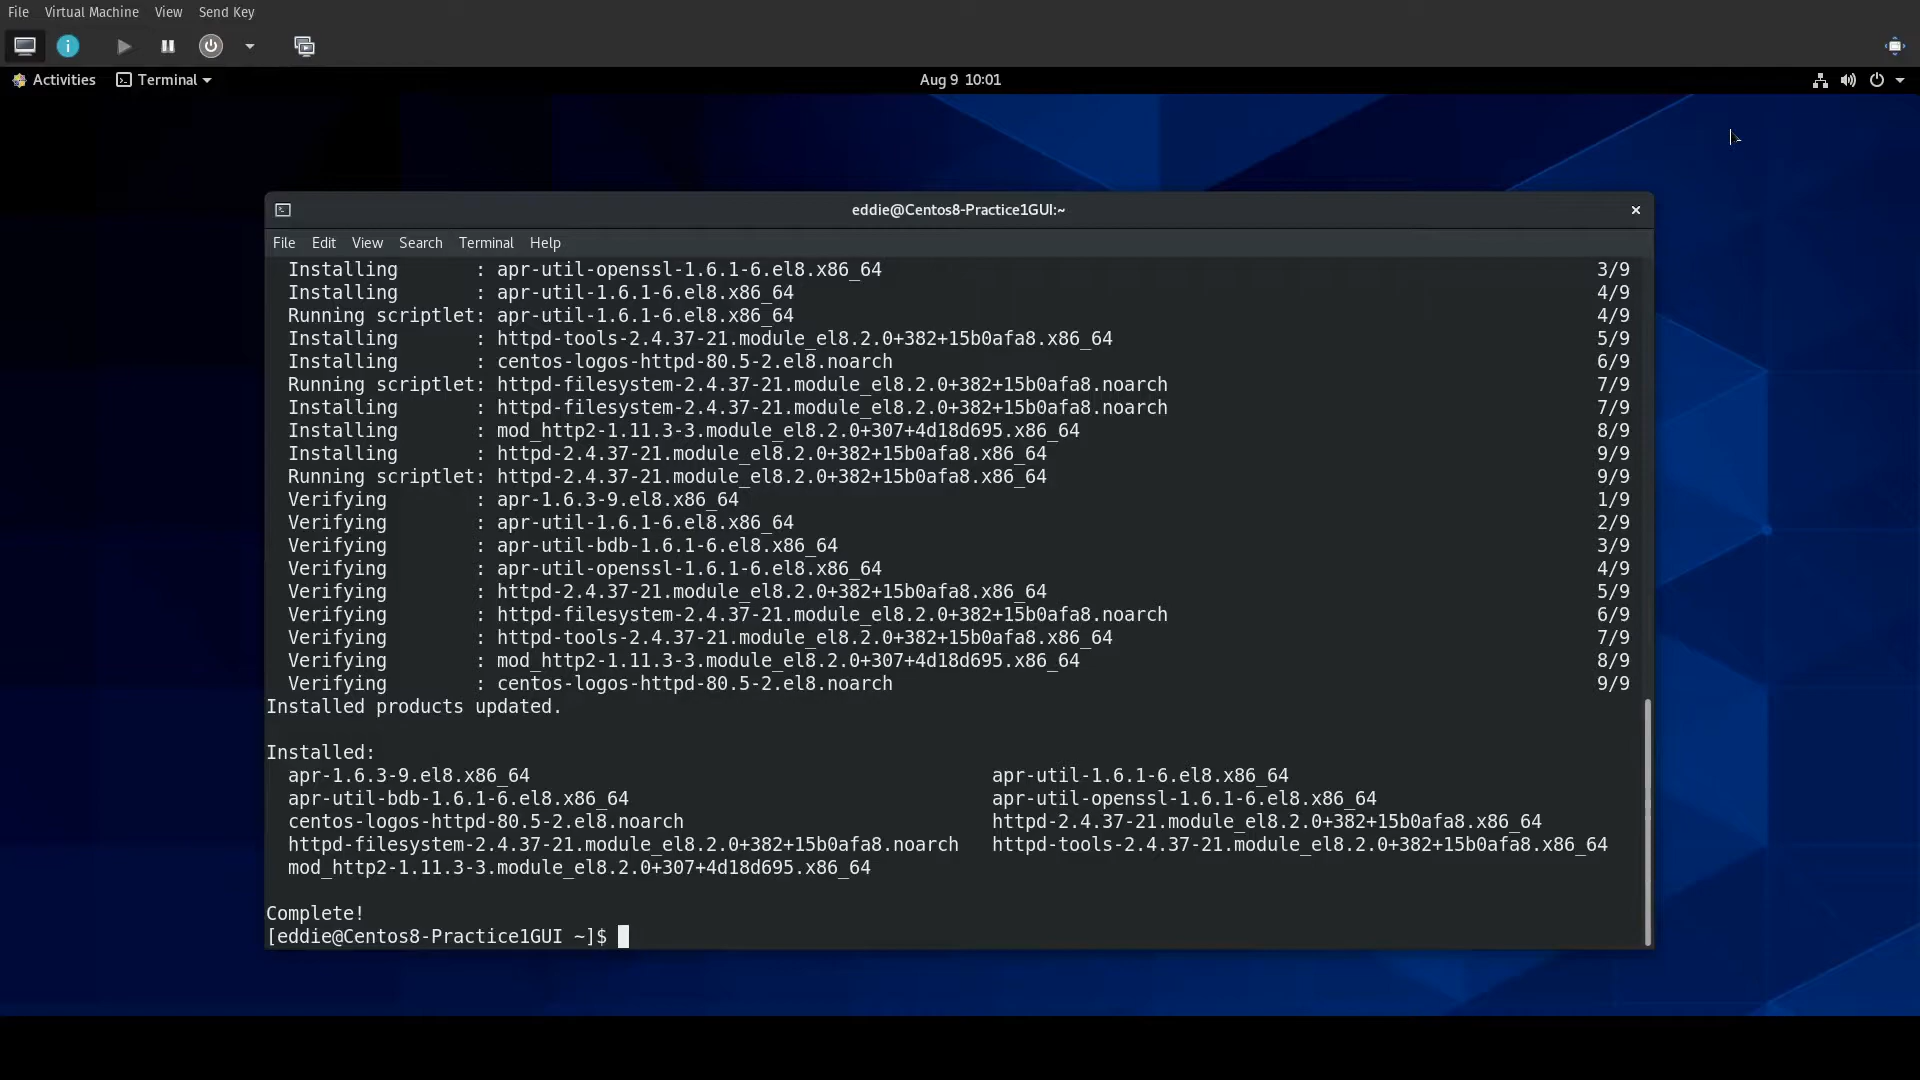 File Virtual Machine View Send Key
Activities Terminal Aug 9 10:01
eddie@Centos8-Practice1GUI:~
File Edit View Search Terminal Help
Installing : apr-util-openssl-1.6.1-6.el8.x86_64 3/9
Installing : apr-util-1.6.1-6.el8.x86_64 4/9
Running scriptlet: apr-util-1.6.1-6.el8.x86_64 4/9
Installing : httpd-tools-2.4.37-21.module_el8.2.0+382+15b0afa8.x86_64 5/9
Installing : centos-logos-httpd-80.5-2.el8.noarch 6/9
Running scriptlet: httpd-filesystem-2.4.37-21.module_el8.2.0+382+15b0afa8.noarch 7/9
Installing : httpd-filesystem-2.4.37-21.module_el8.2.0+382+15b0afa8.noarch 7/9
Installing : mod_http2-1.11.3-3.module_el8.2.0+307+4d18d695.x86_64 8/9
Installing : httpd-2.4.37-21.module_el8.2.0+382+15b0afa8.x86_64 9/9
Running scriptlet: httpd-2.4.37-21.module_el8.2.0+382+15b0afa8.x86_64 9/9
Verifying : apr-1.6.3-9.el8.x86_64 1/9
Verifying : apr-util-1.6.1-6.el8.x86_64 2/9
Verifying : apr-util-bdb-1.6.1-6.el8.x86_64 3/9
Verifying : apr-util-openssl-1.6.1-6.el8.x86_64 4/9
Verifying : httpd-2.4.37-21.module_el8.2.0+382+15b0afa8.x86_64 5/9
Verifying : httpd-filesystem-2.4.37-21.module_el8.2.0+382+15b0afa8.noarch 6/9
Verifying : httpd-tools-2.4.37-21.module_el8.2.0+382+15b0afa8.x86_64 7/9
Verifying : mod_http2-1.11.3-3.module_el8.2.0+307+4d18d695.x86_64 8/9
Verifying : centos-logos-httpd-80.5-2.el8.noarch 9/9
Installed products updated.
Installed:
apr-1.6.3-9.el8.x86_64 apr-util-1.6.1-6.el8.x86_64
apr-util-bdb-1.6.1-6.el8.x86_64 apr-util-openssl-1.6.1-6.el8.x86_64
centos-logos-httpd-80.5-2.el8.noarch httpd-2.4.37-21.module_el8.2.0+382+15b0afa8.x86_64
httpd-filesystem-2.4.37-21.module_el8.2.0+382+15b0afa8.noarch httpd-tools-2.4.37-21.module_el8.2.0+382+15b0afa8.x86_64
mod_http2-1.11.3-3.module_el8.2.0+307+4d18d695.x86_64
Complete!
[eddie@Centos8-Practice1GUI ~]$